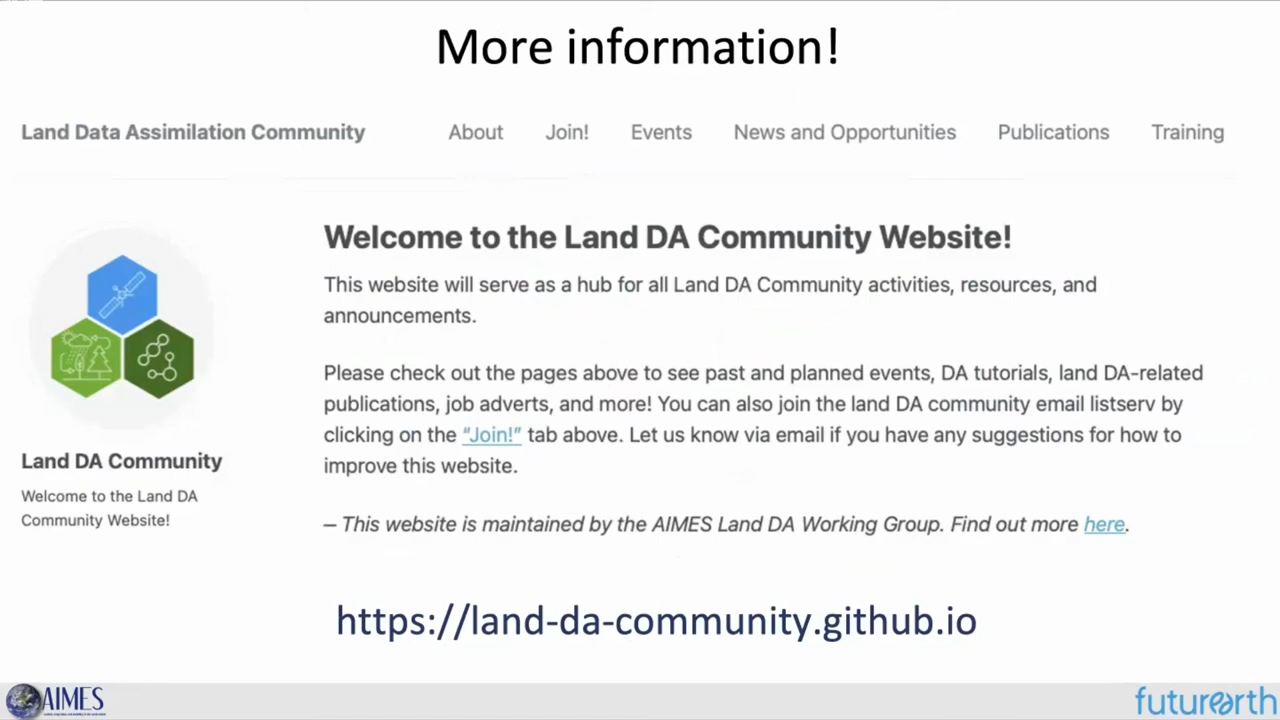 More information!
Land Data Assimilation Community
About
Join!
Events
News and Opportunities
Publications
Training
Welcome to the Land DA Community Website!
This website will serve as a hub for all Land DA Community activities, resources, and
announcements.
Please check out the pages above to see past and planned events, DA tutorials, land DA-related
publications, job adverts, and more! You can also join the land DA community email listserv by
clicking on the “Join!” tab above. Let us know via email if you have any suggestions for how to
improve this website.
– This website is maintained by the AIMES Land DA Working Group. Find out more here.
Land DA Community
Welcome to the Land DA
Community Website!
https://land-da-community.github.io
AIMES
futurearth